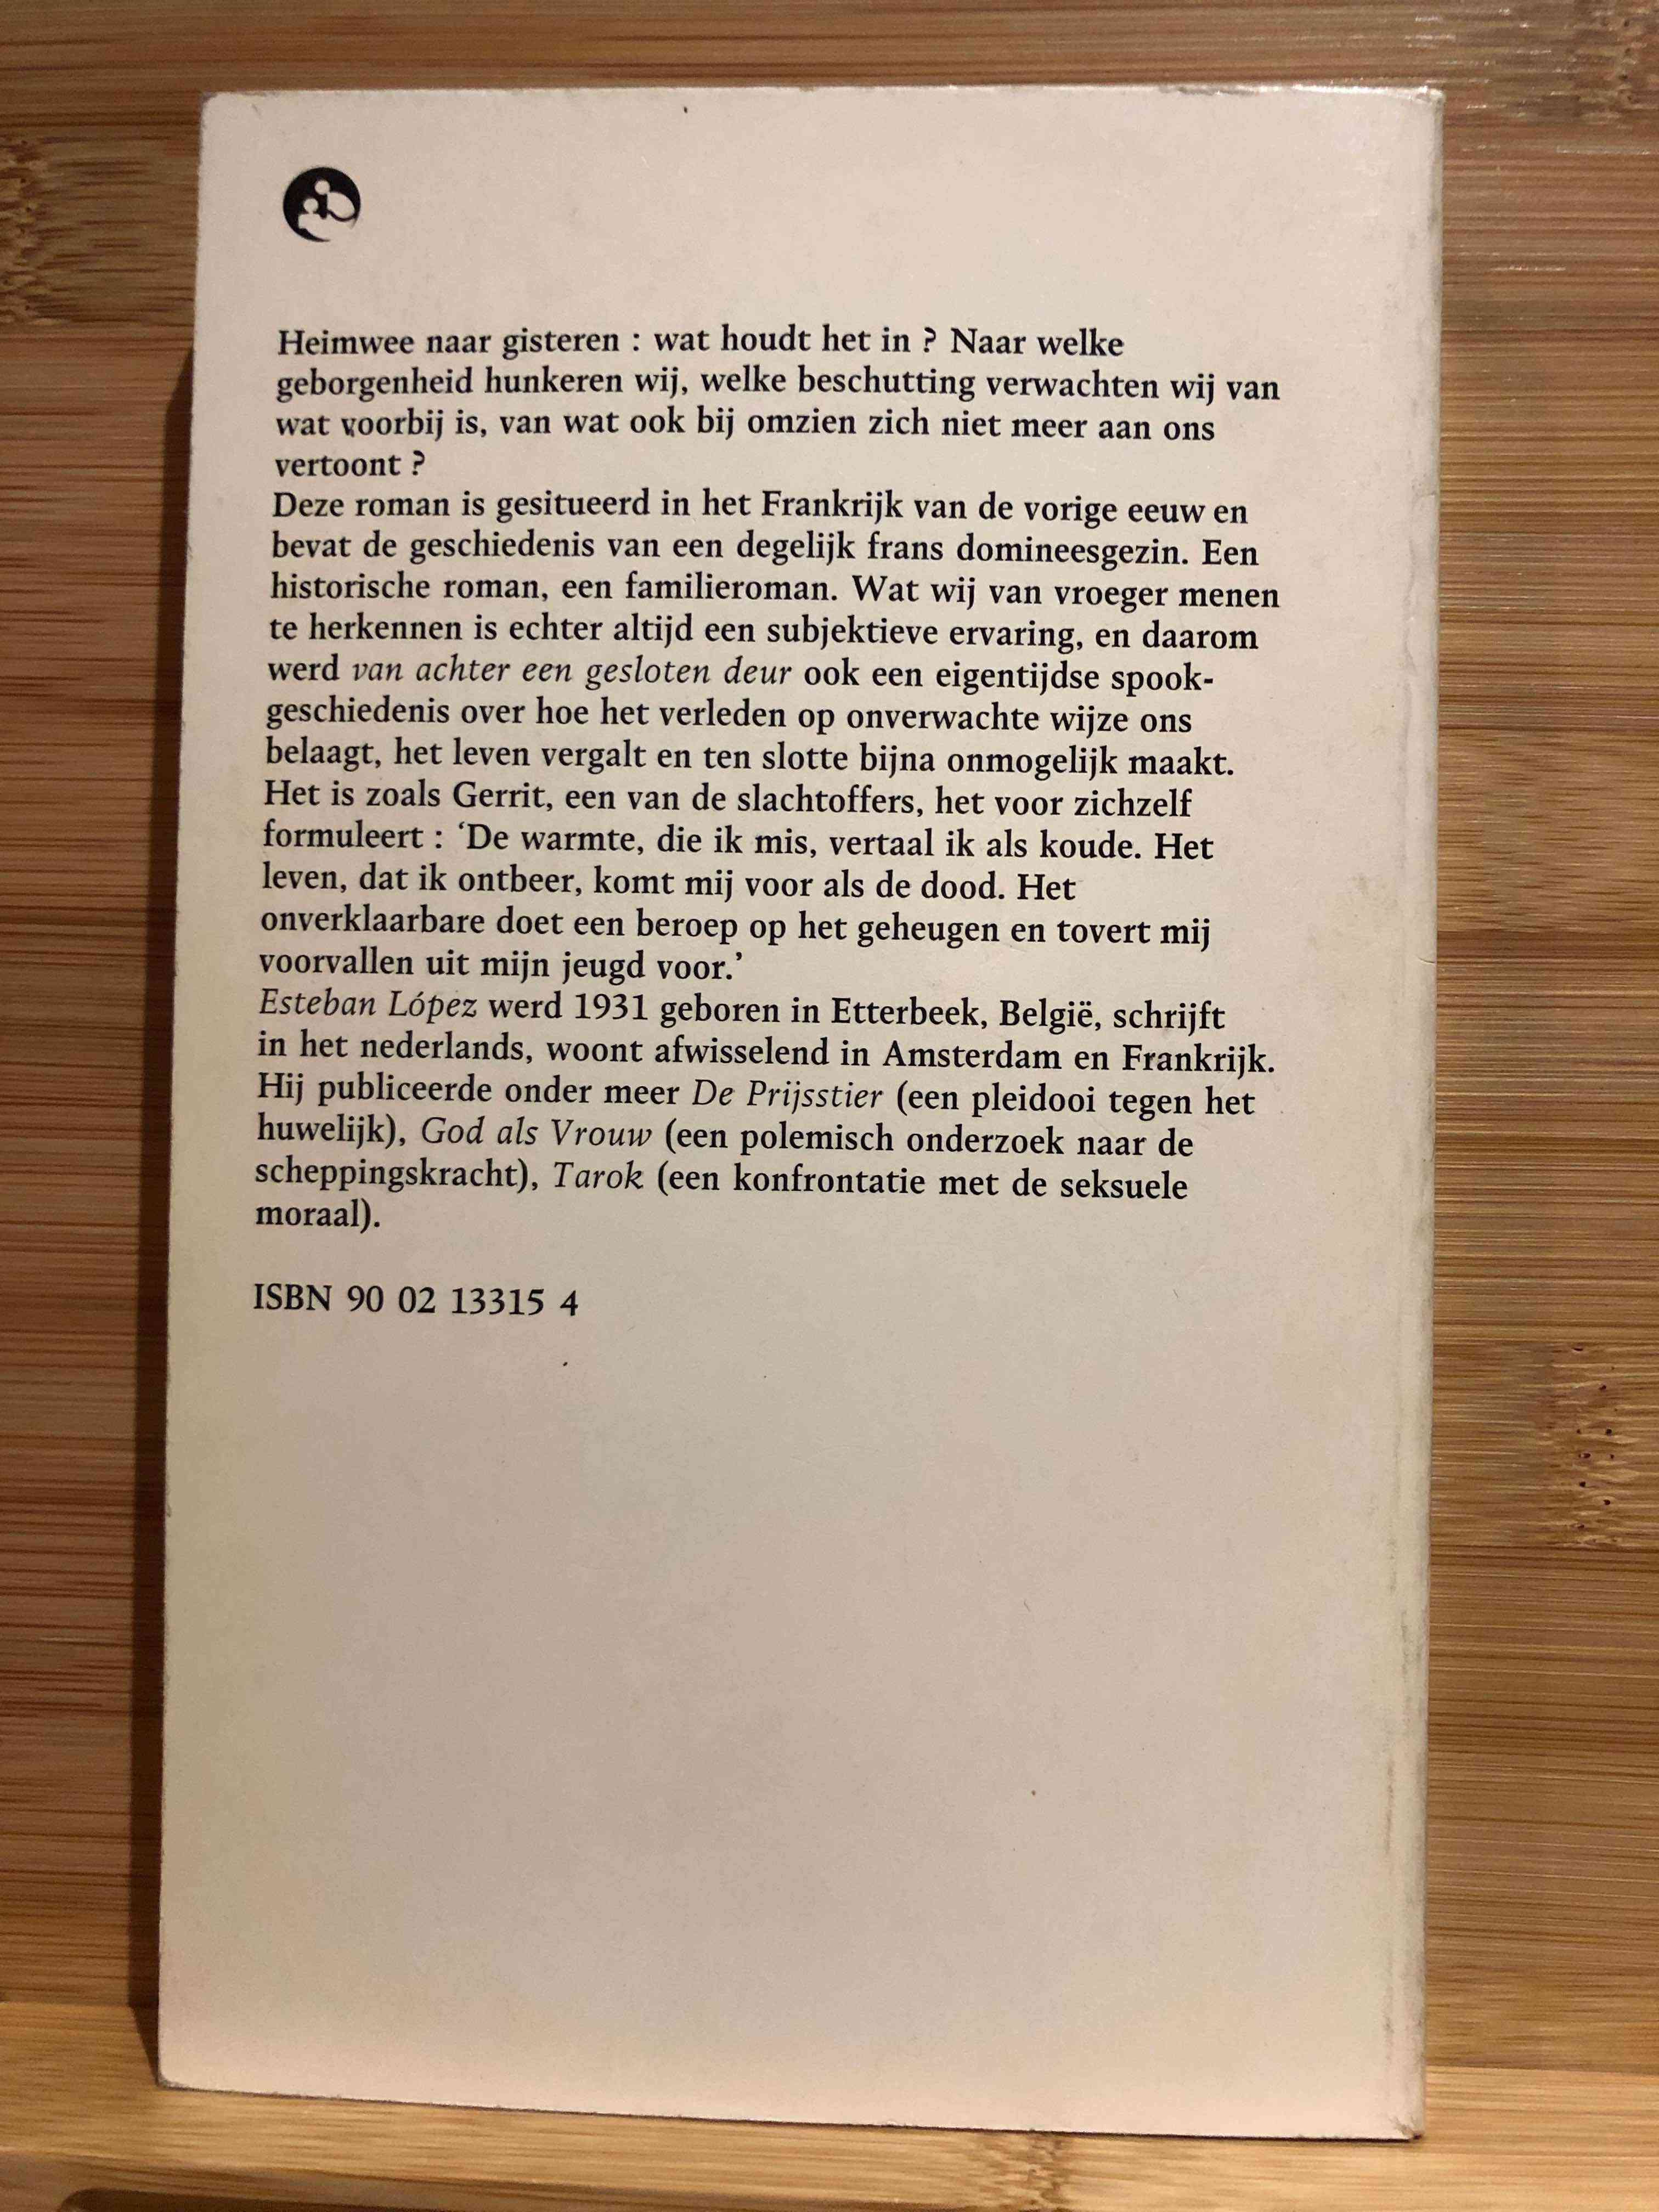 Heimwee naar gisteren : wat houdt het in ? Naar welke
geborgenheid hunkeren wij, welke beschutting verwachten wij van
wat voorbij is, van wat ook bij omzien zich niet meer aan ons
vertoont ?
Deze roman is gesitueerd in het Frankrijk van de vorige eeuw en
bevat de geschiedenis van een degelijk frans domineesgezin. Een
historische roman, een familieroman. Wat wij van vroeger menen
te herkennen is echter altijd een subjektieve ervaring, en daarom
werd van achter een gesloten deur ook een eigentijdse spook-
geschiedenis over hoe het verleden op onverwachte wijze ons
belaagt, het leven vergalt en ten slotte bijna onmogelijk maakt.
Het is zoals Gerrit, een van de slachtoffers, het voor zichzelf
formuleert : ‘De warmte, die ik mis, vertaal ik als koude. Het
leven, dat ik ontbeer, komt mij voor als de dood. Het
onverklaarbare doet een beroep op het geheugen en tovert mij
voorvallen uit mijn jeugd voor.’
Esteban López werd 1931 geboren in Etterbeek, België, schrijft
in het nederlands, woont afwisselend in Amsterdam en Frankrijk.
Hij publiceerde onder meer De Prijsstier (een pleidooi tegen het
huwelijk), God als Vrouw (een polemisch onderzoek naar de
scheppingskracht), Tarok (een konfrontatie met de seksuele
moraal).
ISBN 90 02 13315 4